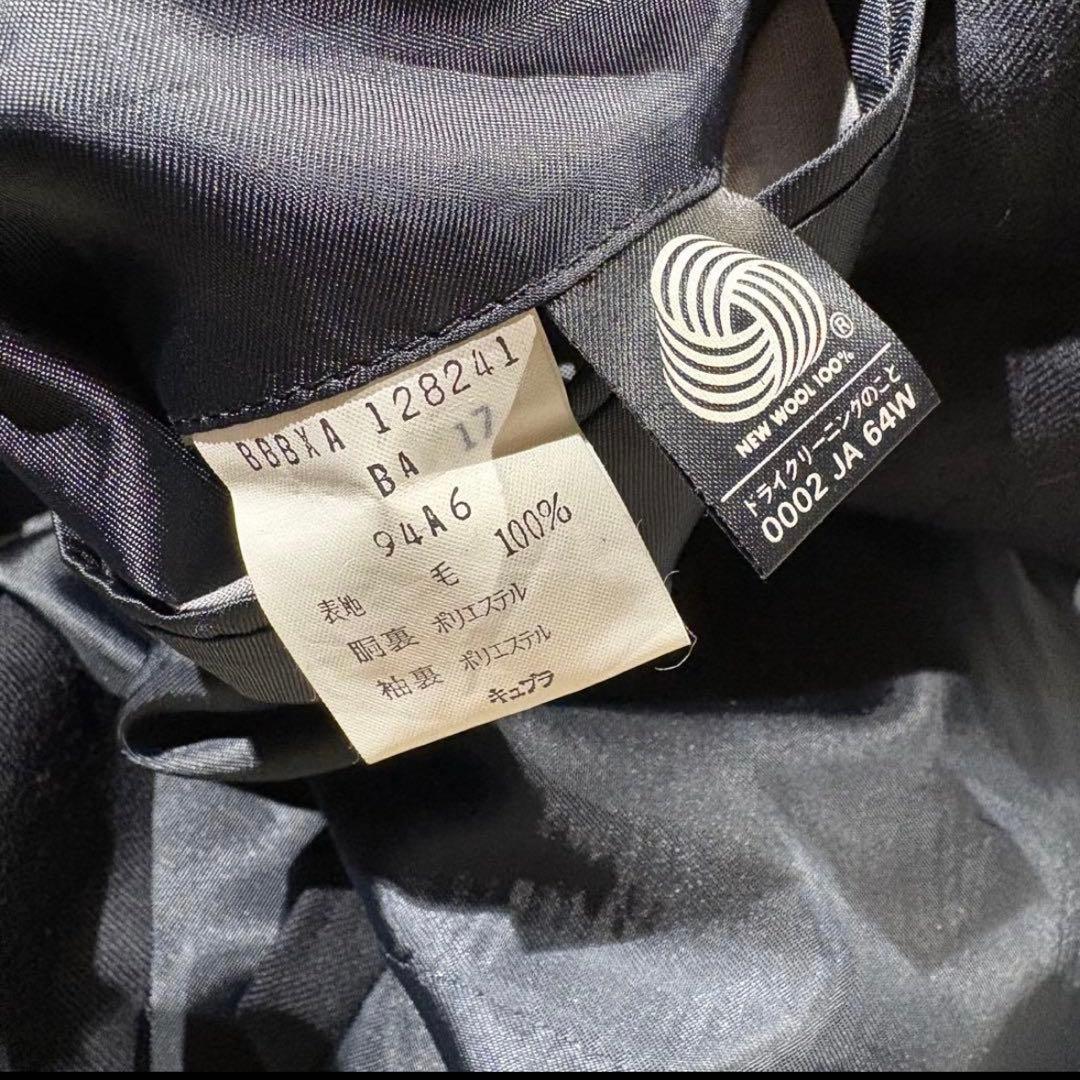 BBBXA 128241
BA 17
94A6
表地 毛 100%
胴裏 ポリエステル
袖裏 ポリエステル
キュプラ
®
NEW WOOL 100%
ドライクリーニングのこと
0002 JA 64W